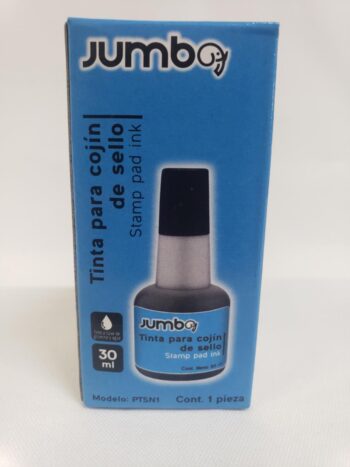 Jumbo
Tinta para cojín
de sello
Stamp pad ink
30
ml
Jumbo
Tinta para cojín
de sello
Stamp pad ink
Modelo: PTSN1
Cont. 1 pieza